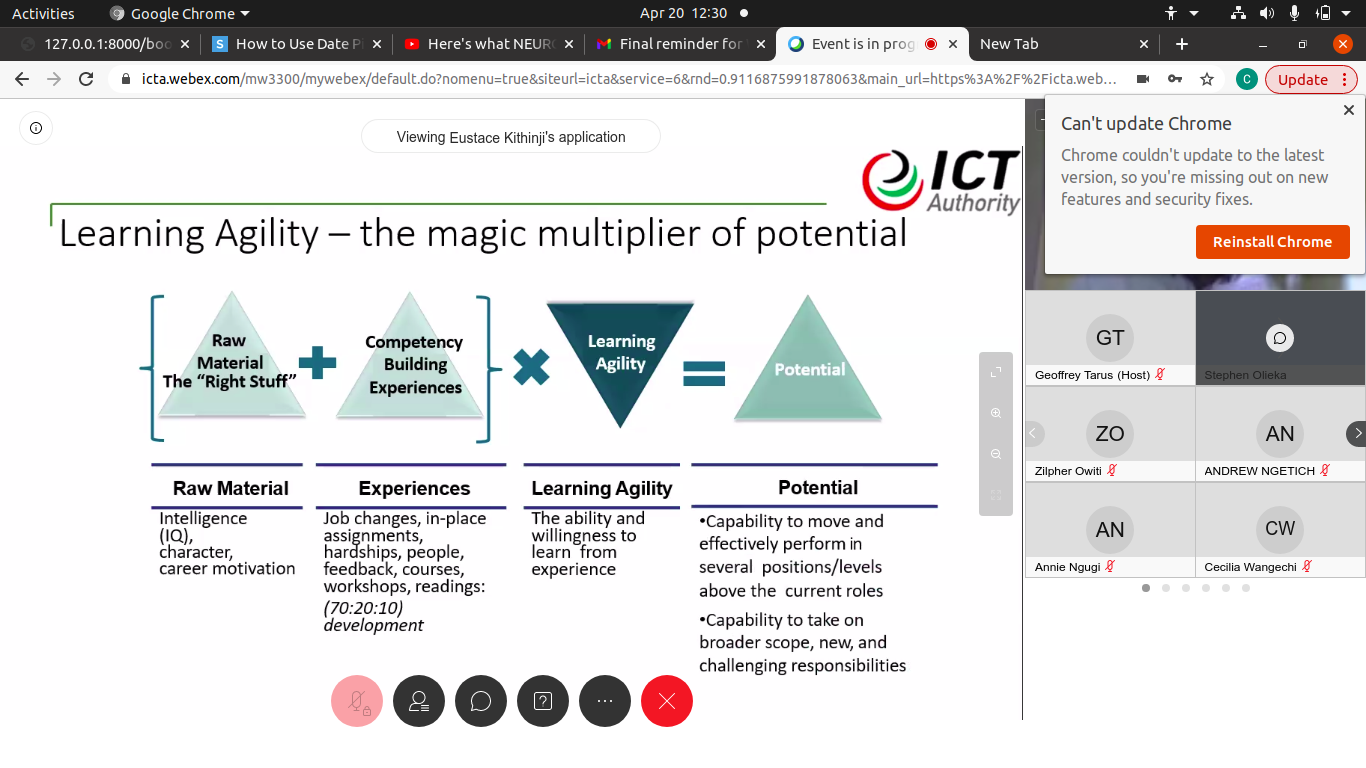 Activities
Google Chrome
Apr 20 12:30
127.0.0.1:8000/boo
How to Use Date P
Here's what NEUR
Final reminder for
Event is in prog
New Tab
icta.webex.com/mw3300/mywebex/default.do?nomenu=true&siteurl=icta&service=6&rnd=0.9116875991878063&main_url=https%3A%2F%2Ficta.web...
C
Update
Can't update Chrome
Chrome couldn't update to the latest
version, so you're missing out on new
features and security fixes.
Reinstall Chrome
Viewing Eustace Kithinji's application
ICT
Authority
Learning Agility – the magic multiplier of potential
Raw
Material
The “Right Stuff”
Competency
Building
Experiences
Learning
Agility
Potential
Raw Material
Intelligence
(IQ),
character,
career motivation
Experiences
Job changes, in-place
assignments,
hardships, people,
feedback, courses,
workshops, readings:
(70:20:10)
development
Learning Agility
The ability and
willingness to
learn from
experience
Potential
•Capability to move and
effectively perform in
several positions/levels
above the current roles
•Capability to take on
broader scope, new, and
challenging responsibilities
GT
Geoffrey Tarus (Host)
Stephen Olieka
ZO
Zilpher Owiti
AN
ANDREW NGETICH
AN
Annie Ngugi
CW
Cecilia Wangechi